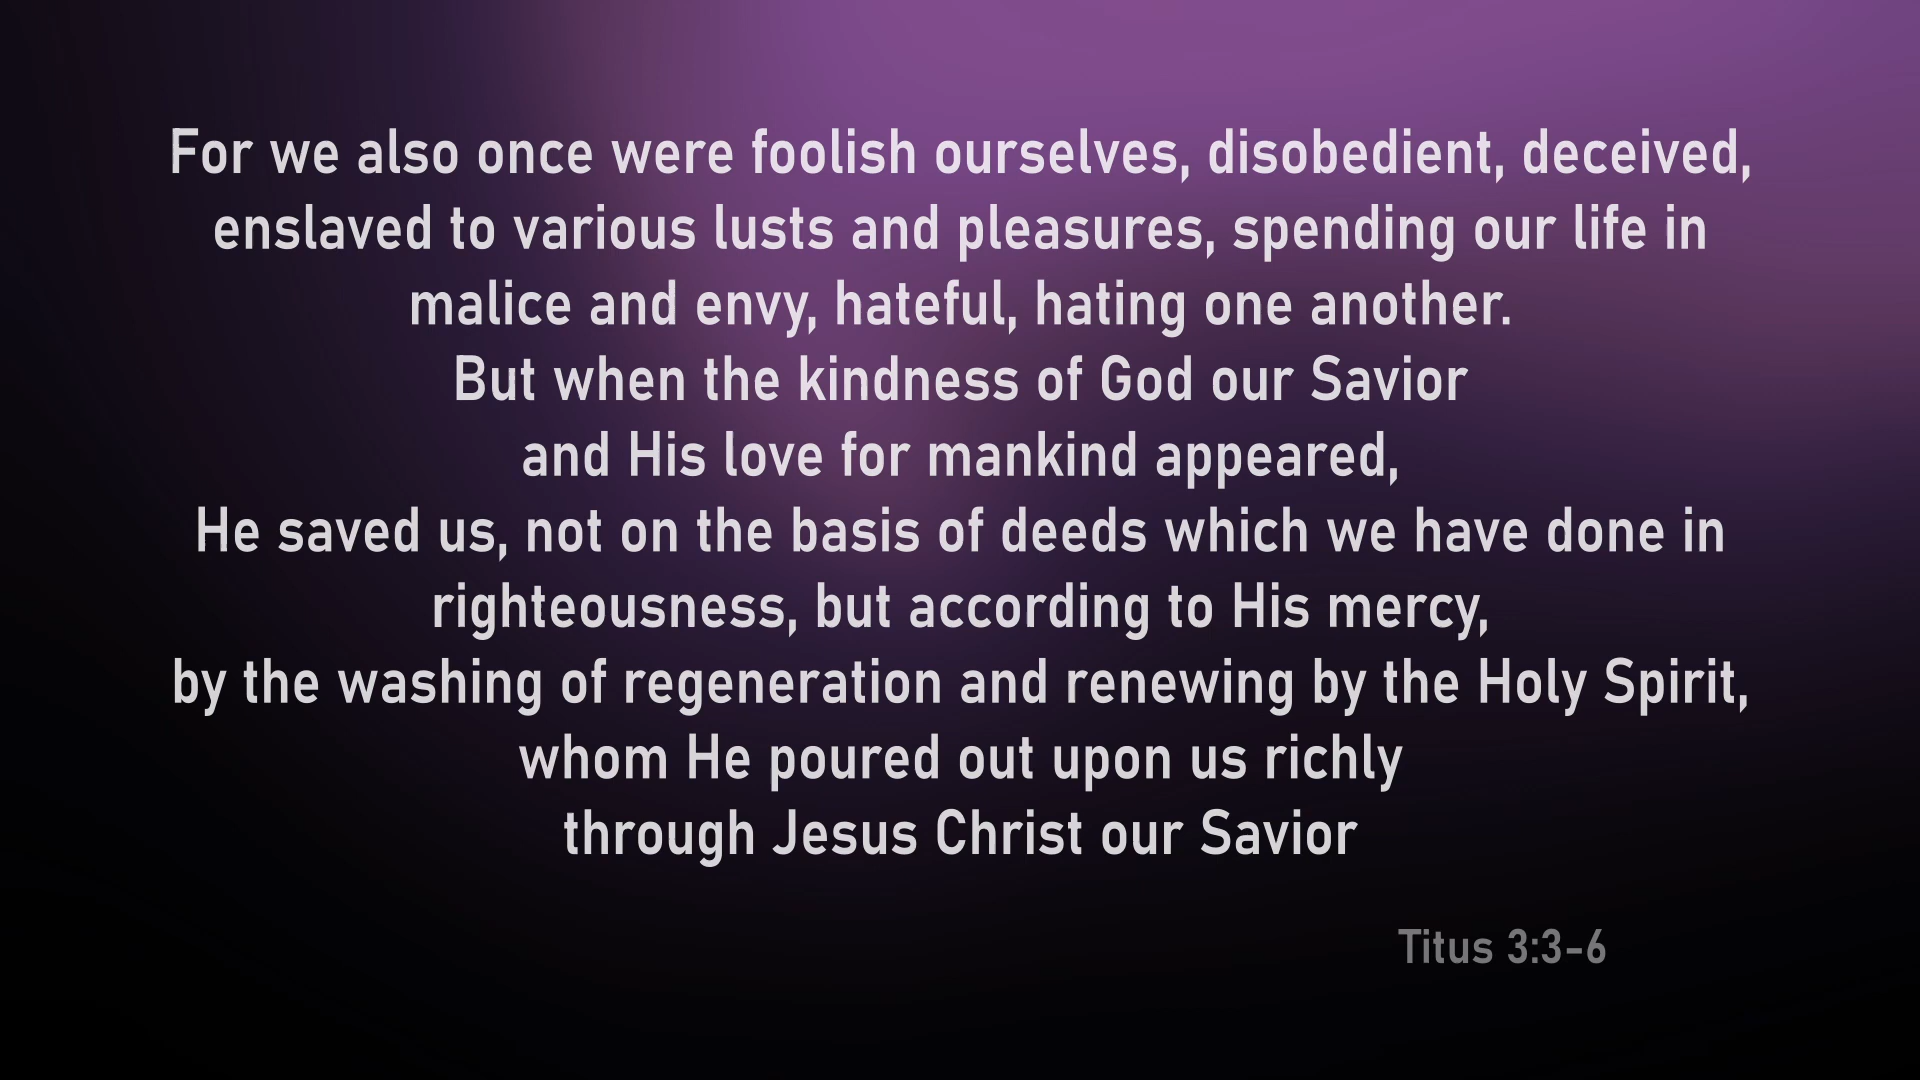 For we also once were foolish ourselves, disobedient, deceived,
enslaved to various lusts and pleasures, spending our life in
malice and envy, hateful, hating one another.
But when the kindness of God our Savior
and His love for mankind appeared,
He saved us, not on the basis of deeds which we have done in
righteousness, but according to His mercy,
by the washing of regeneration and renewing by the Holy Spirit,
whom He poured out upon us richly
through Jesus Christ our Savior
Titus 3:3-6